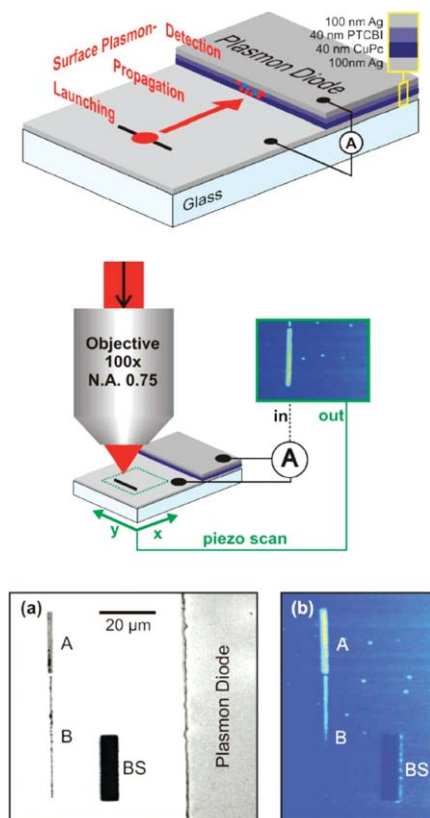 100 nm Ag
40 nm PTCBI
40 nm CuPc
100nm Ag
Surface Plasmon-
Launching
Propagation
Detection
Plasmon Diode
A
Glass
Objective
100x
N.A. 0.75
in
out
A
y
x
piezo scan
(a)
20 µm
A
B
BS
Plasmon Diode
(b)
A
B
BS